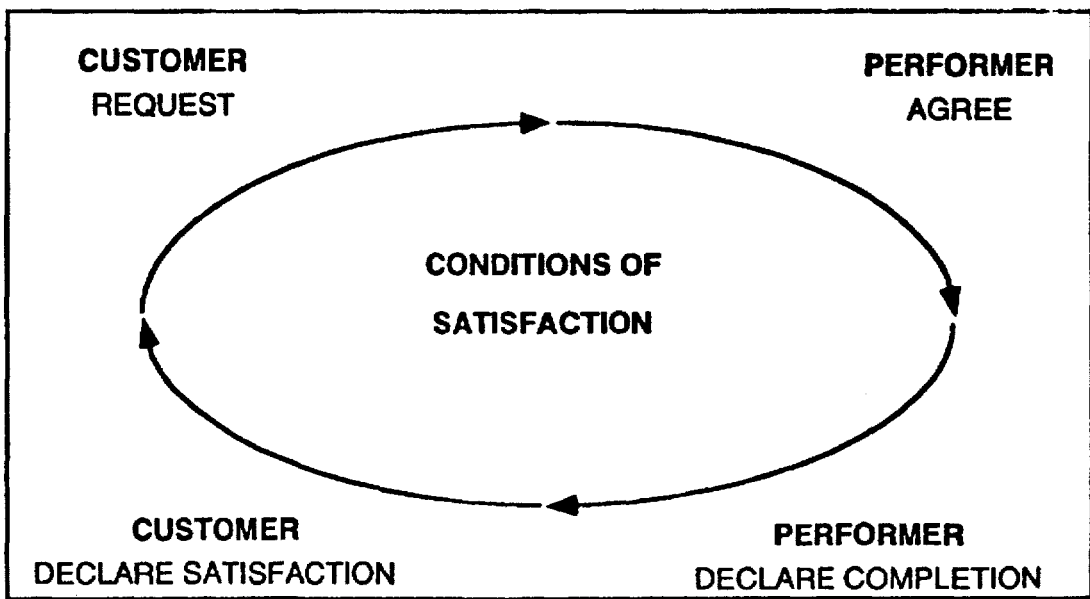 CUSTOMER
REQUEST
PERFORMER
AGREE
CONDITIONS OF
SATISFACTION
CUSTOMER
DECLARE SATISFACTION
PERFORMER
DECLARE COMPLETION